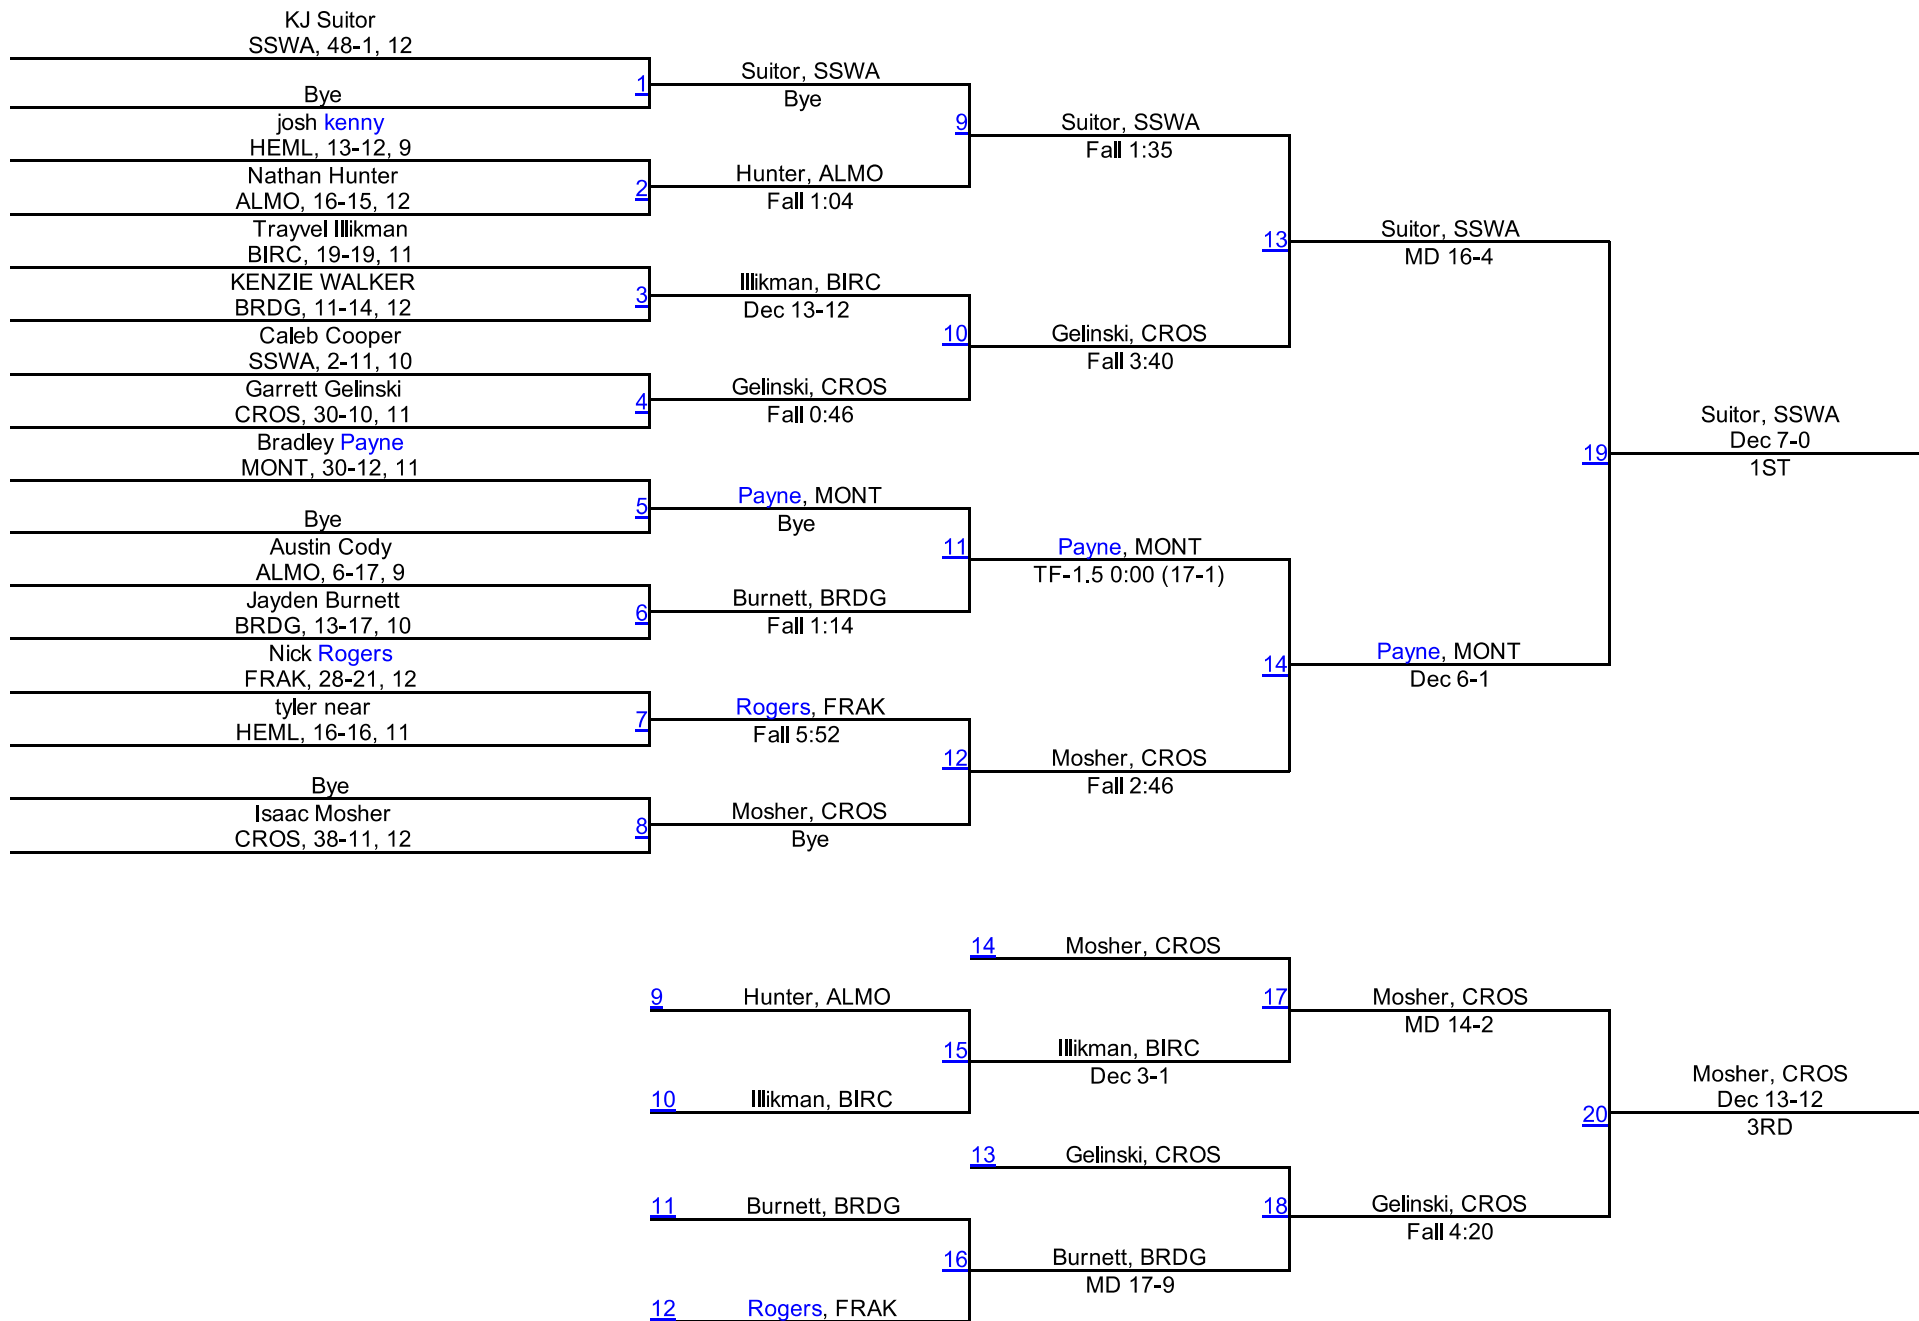 KJ Suitor
SSWA, 48-1, 12
1
Bye
josh kenny
HEML, 13-12, 9
Nathan Hunter
2
ALMO, 16-15, 12
Trayvel Illikman
BIRC, 19-19, 11
KENZIE WALKER
3
BRDG, 11-14, 12
Caleb Cooper
SSWA, 2-11, 10
Garrett Gelinski
4
CROS, 30-10, 11
Bradley Payne
MONT, 30-12, 11
5
Bye
Austin Cody
ALMO, 6-17, 9
Jayden Burnett
6
BRDG, 13-17, 10
Nick Rogers
FRAK, 28-21, 12
tyler near
7
HEML, 16-16, 11
Bye
Isaac Mosher
8
CROS, 38-11, 12
Suitor, SSWA
Bye
9
Hunter, ALMO
Fall 1:04
Illikman, BIRC
Dec 13-12
10
Gelinski, CROS
Fall 0:46
Payne, MONT
Bye
11
Burnett, BRDG
Fall 1:14
Rogers, FRAK
Fall 5:52
12
Mosher, CROS
Bye
Suitor, SSWA
Fall 1:35
13
Gelinski, CROS
Fall 3:40
Payne, MONT
TF-1.5 0:00 (17-1)
14
Mosher, CROS
Fall 2:46
Suitor, SSWA
MD 16-4
19
Payne, MONT
Dec 6-1
Suitor, SSWA
Dec 7-0
1ST
9 Hunter, ALMO
15
10 Illikman, BIRC
11 Burnett, BRDG
16
12 Rogers, FRAK
14 Mosher, CROS
17
Illikman, BIRC
Dec 3-1
13 Gelinski, CROS
18
Burnett, BRDG
MD 17-9
Mosher, CROS
MD 14-2
20
Gelinski, CROS
Fall 4:20
Mosher, CROS
Dec 13-12
3RD